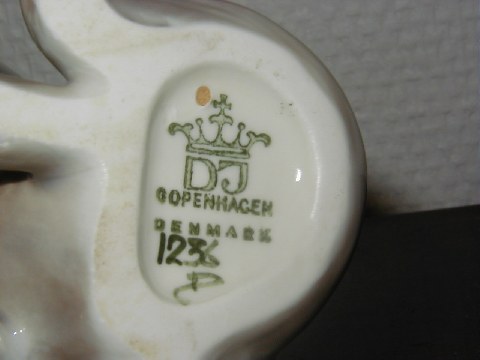 DJ
COPENHAGEN
DENMARK
1236